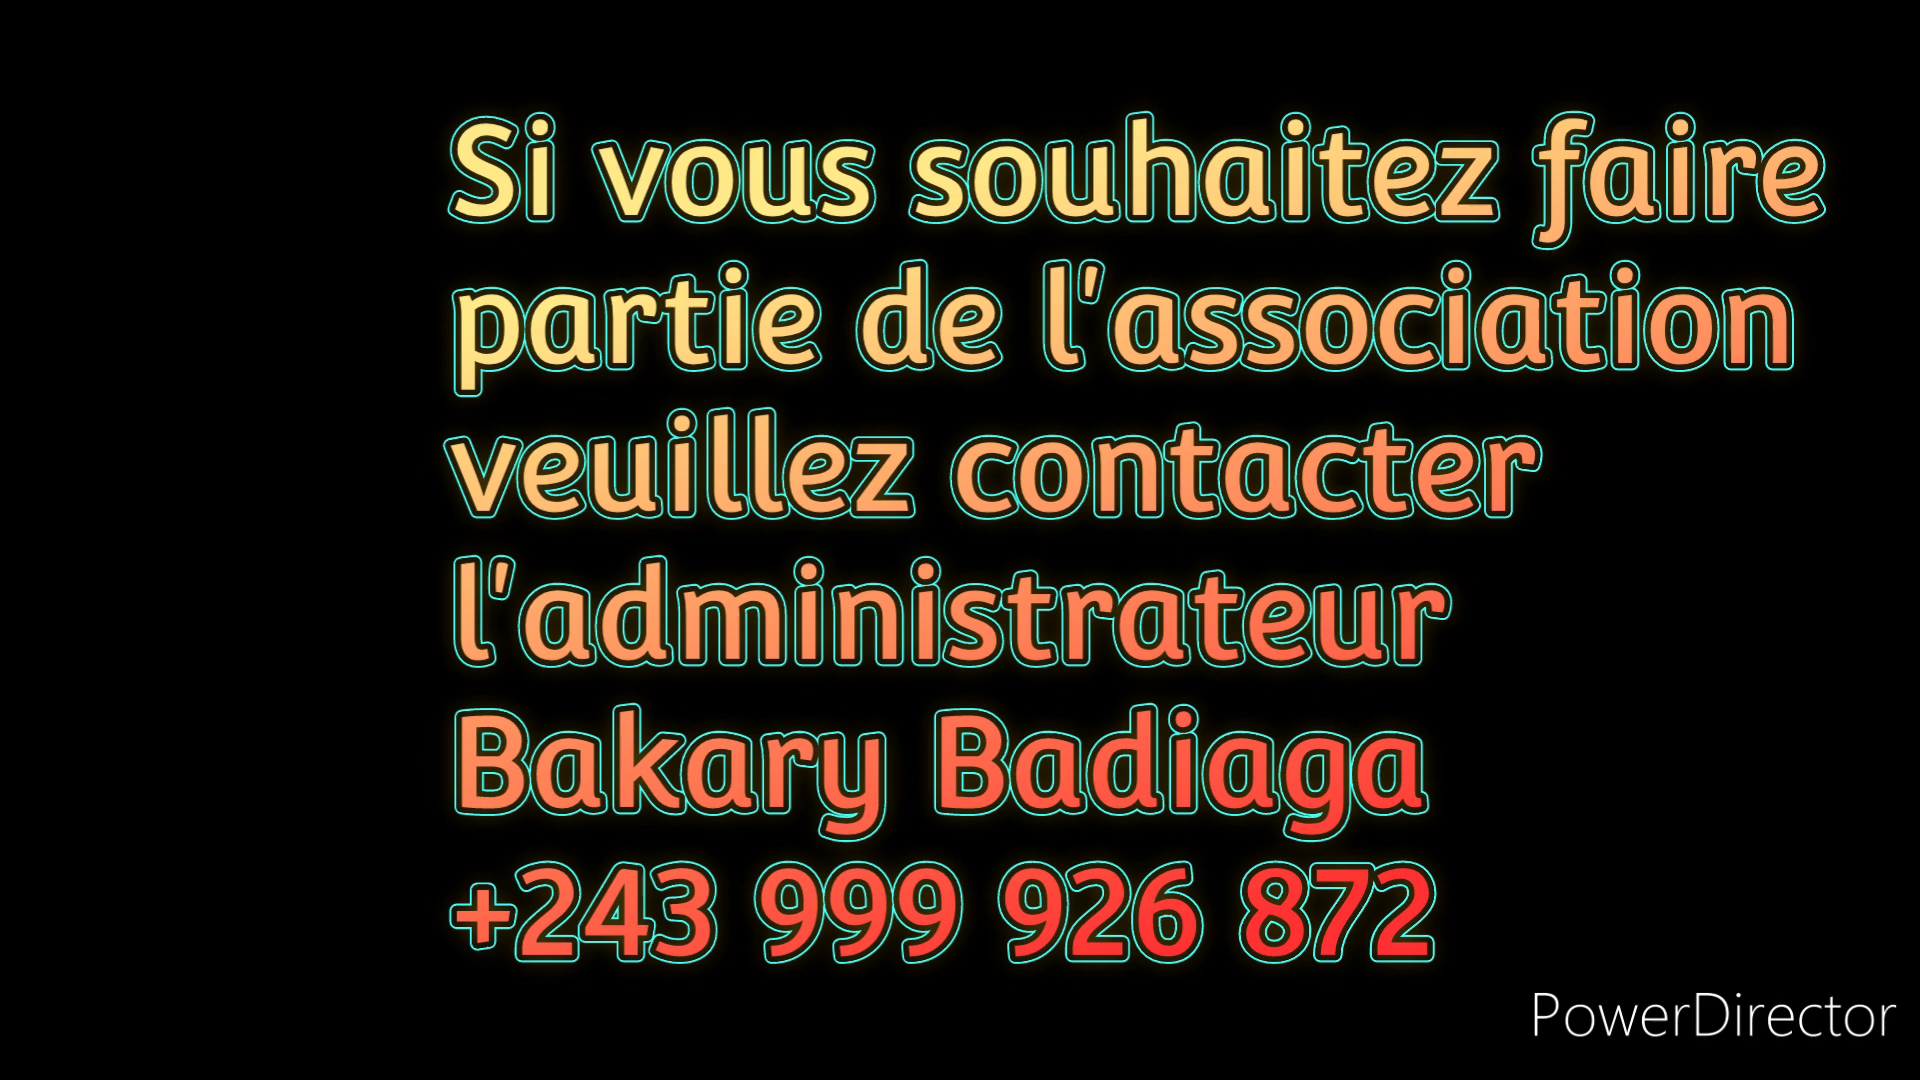 Si vous souhaitez faire
partie de l'association
veuillez contacter
l'administrateur
Bakary Badiaga
+243 999 926 872
PowerDirector